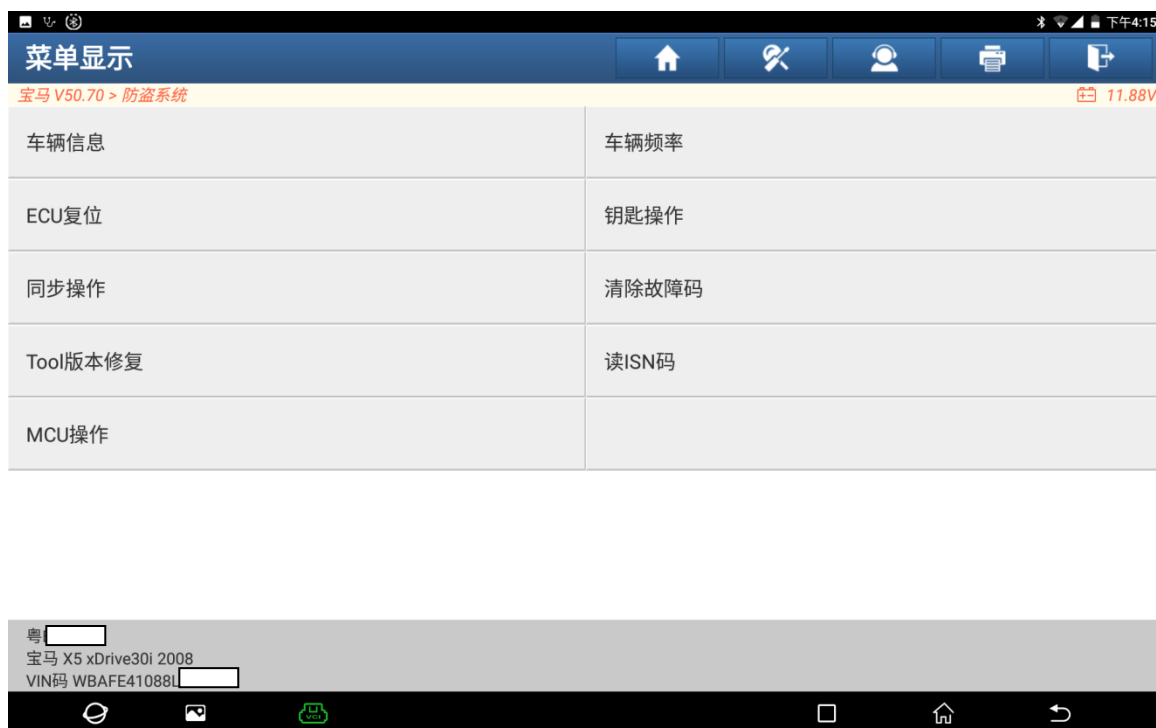 下午4:15
菜单显示
宝马 V50.70 > 防盗系统
11.88V
车辆信息
车辆频率
ECU复位
钥匙操作
同步操作
清除故障码
Tool版本修复
读ISN码
MCU操作
粤
宝马 X5 xDrive30i 2008
VIN码 WBAFE41088L
VCI